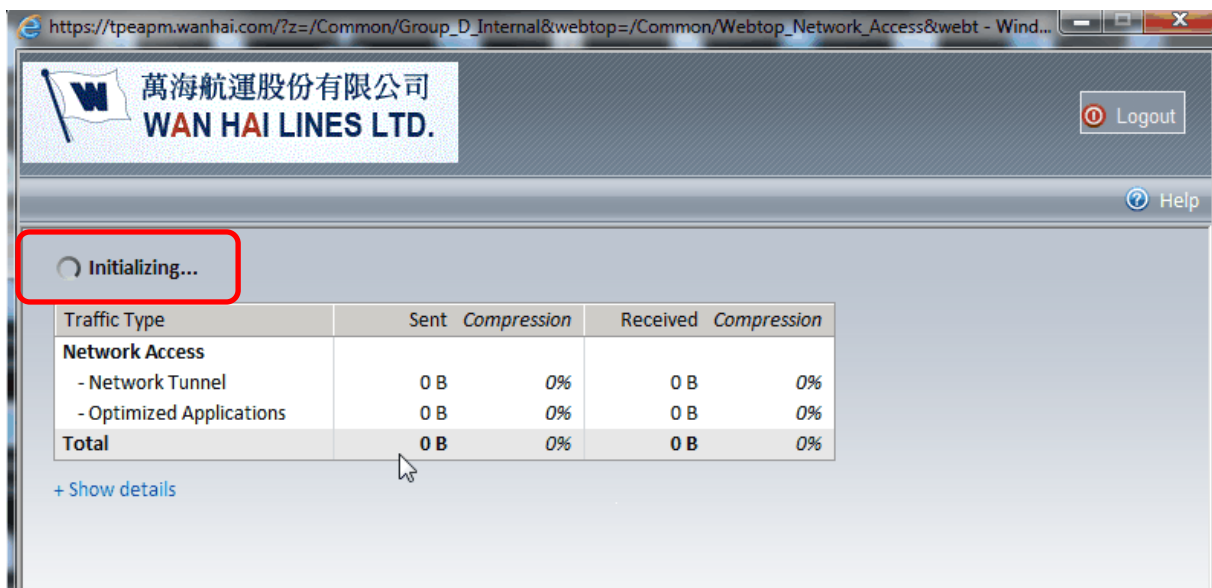 https://tpeapm.wanhai.com/?z=/Common/Group_D_Internal&webtop=/Common/Webtop_Network_Access&webt - Wind...
萬海航運股份有限公司
W
WAN HAI LINES LTD.
Logout
Help
Initializing...
Traffic Type Sent Compression Received Compression
Network Access
- Network Tunnel 0 B 0% 0 B 0%
- Optimized Applications 0 B 0% 0 B 0%
Total 0 B 0% 0 B 0%
+ Show details